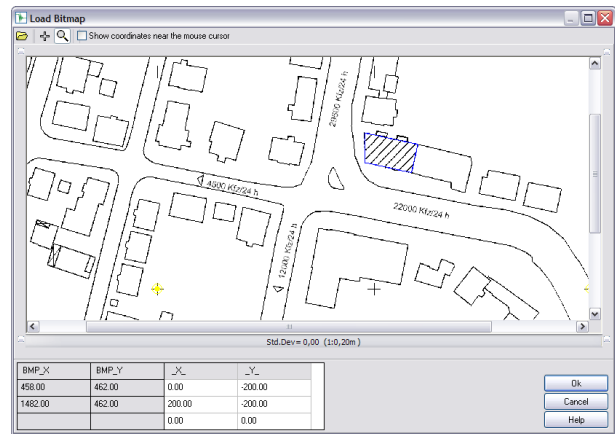 Load Bitmap
Show coordinates near the mouse cursor
29500 Kfz/24 h
4500 Kfz/24 h
22000 Kfz/24 h
12000 Kfz/24 h
Std.Dev= 0,00 (1:0,20m)
BMP_X BMP_Y _X_ _Y_
458.00 462.00 0.00 -200.00
1482.00 462.00 200.00 -200.00
0.00 0.00
Ok
Cancel
Help